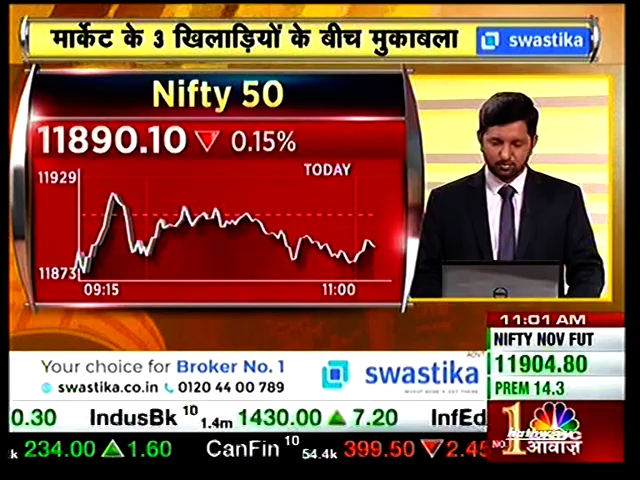 मार्केट के 3 खिलाड़ियों के बीच मुकाबला
swastika
Nifty 50
11890.10 ▼ 0.15%
TODAY
11929
11873
09:15 11:00
11:01 AM
NIFTY NOV FUT
11904.80
PREM 14.3
Your choice for Broker No. 1
swastika.co.in 0120 44 00 789
swastika
0.30 IndusBk 10 1.4m 1430.00 ▲ 7.20 InfEd
k 234.00 ▲ 1.60 CanFin 10 54.4k 399.50 ▼ 2.45
NO. 1
आवाज़